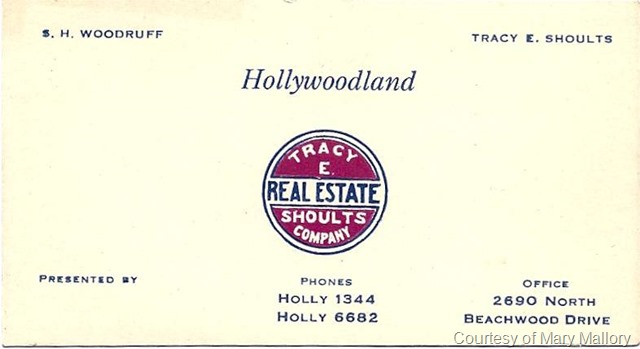 S. H. WOODRUFF
TRACY E. SHOULTS
Hollywoodland
TRACY
E.
REAL ESTATE
SHOULTS
COMPANY
PRESENTED BY
PHONES
HOLLY 1344
HOLLY 6682
OFFICE
2690 NORTH
BEACHWOOD DRIVE
Courtesy of Mary Mallory